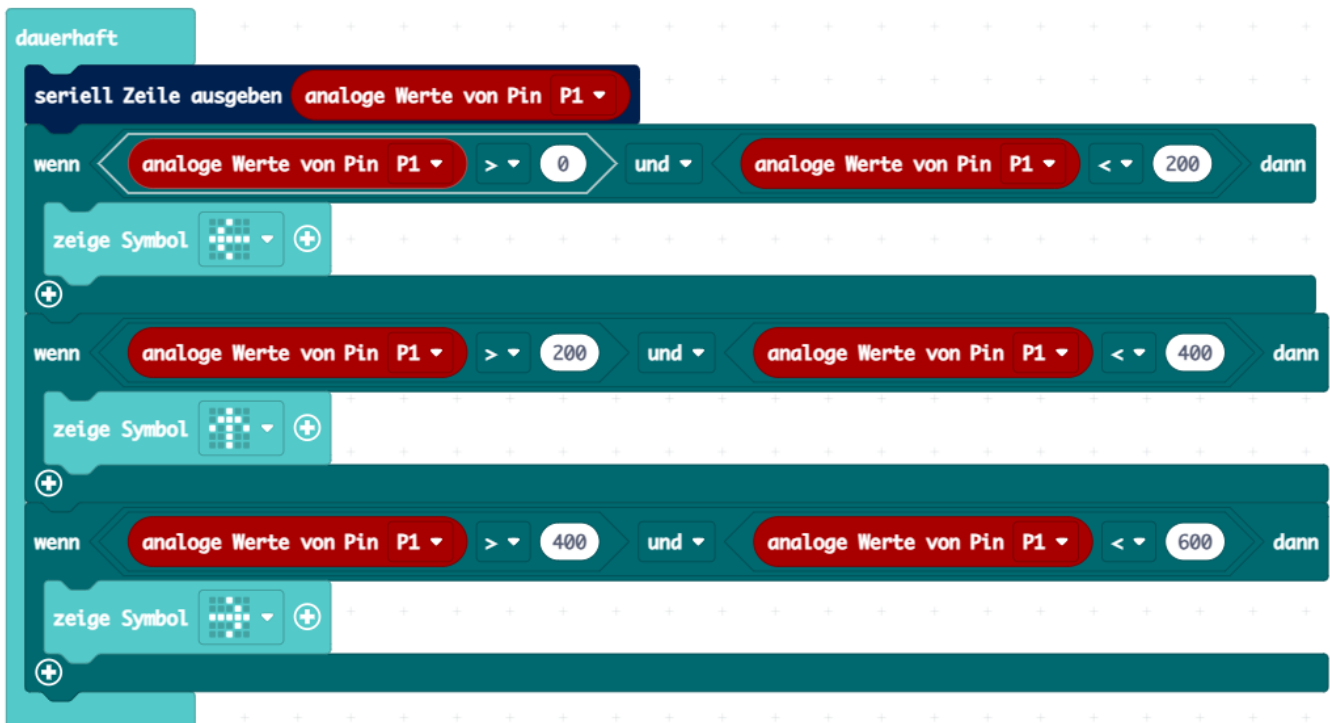 dauerhaft
seriell Zeile ausgeben analoge Werte von Pin P1
wenn analoge Werte von Pin P1 > 0 und analoge Werte von Pin P1 < 200 dann
zeige Symbol
wenn analoge Werte von Pin P1 > 200 und analoge Werte von Pin P1 < 400 dann
zeige Symbol
wenn analoge Werte von Pin P1 > 400 und analoge Werte von Pin P1 < 600 dann
zeige Symbol